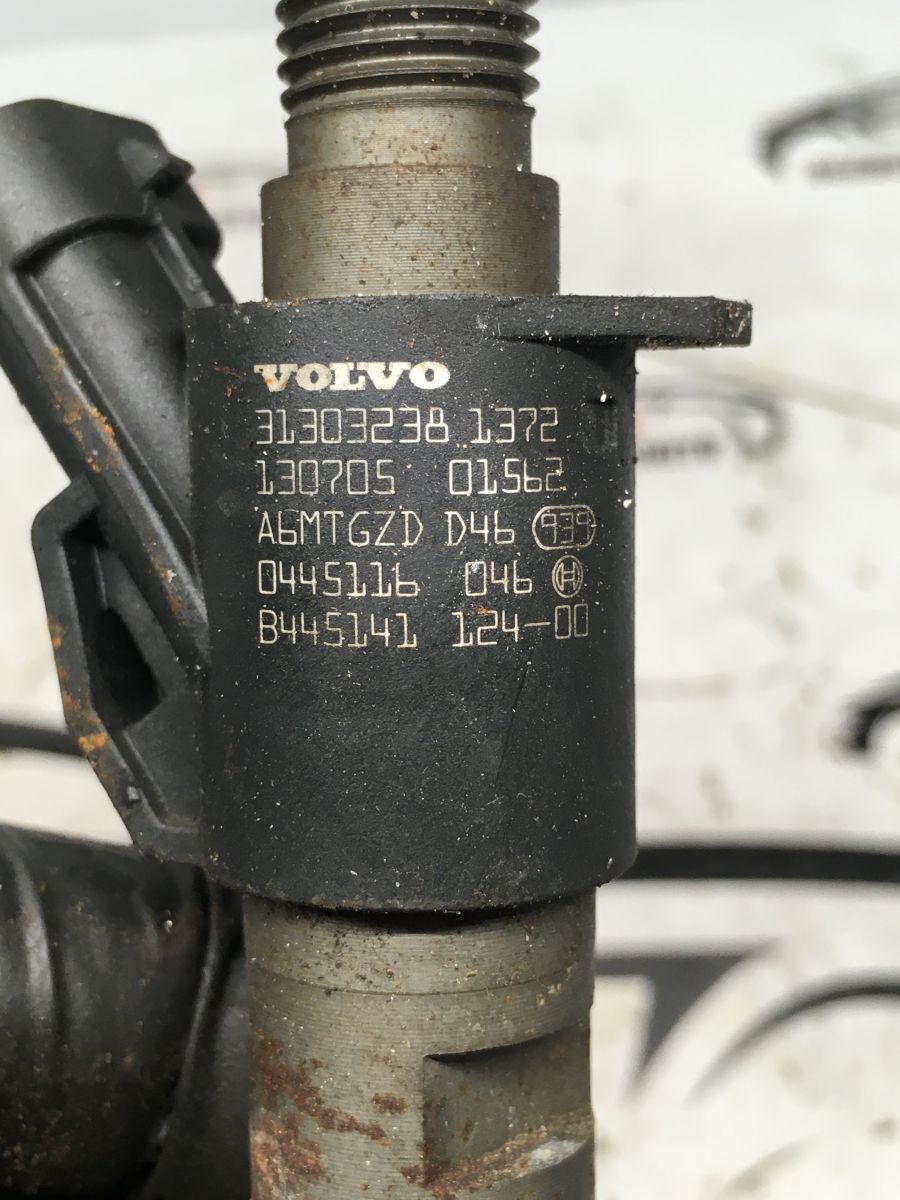 VOLVO
31303238 1372
130705 01562
A6MTGZD D46 939
0445116 046
B445141 124-00